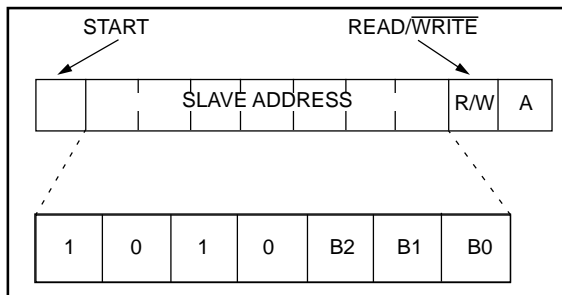 START READ/WRITE
SLAVE ADDRESS R/W A
1 0 1 0 B2 B1 B0